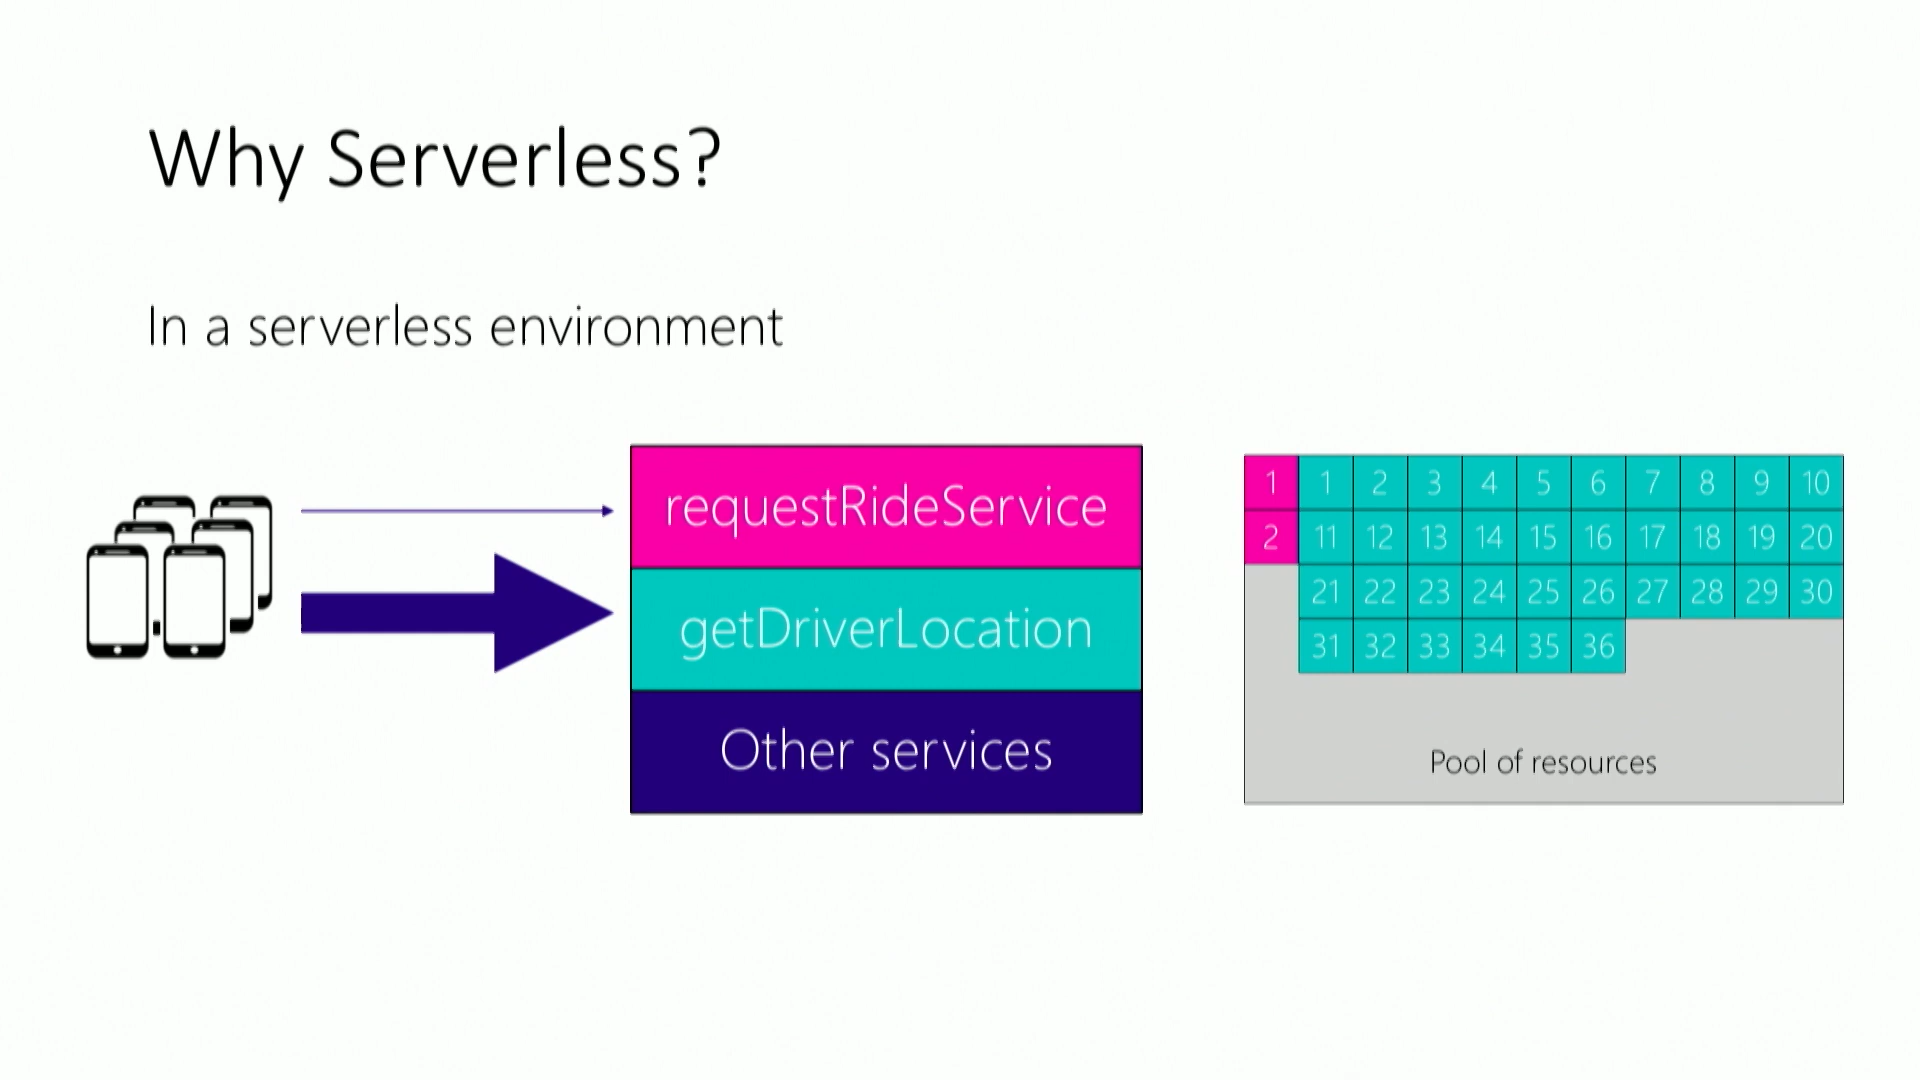 Why Serverless?
In a serverless environment
requestRideService
getDriverLocation
Other services
1 1 2 3 4 5 6 7 8 9 10
2 11 12 13 14 15 16 17 18 19 20
21 22 23 24 25 26 27 28 29 30
31 32 33 34 35 36
Pool of resources